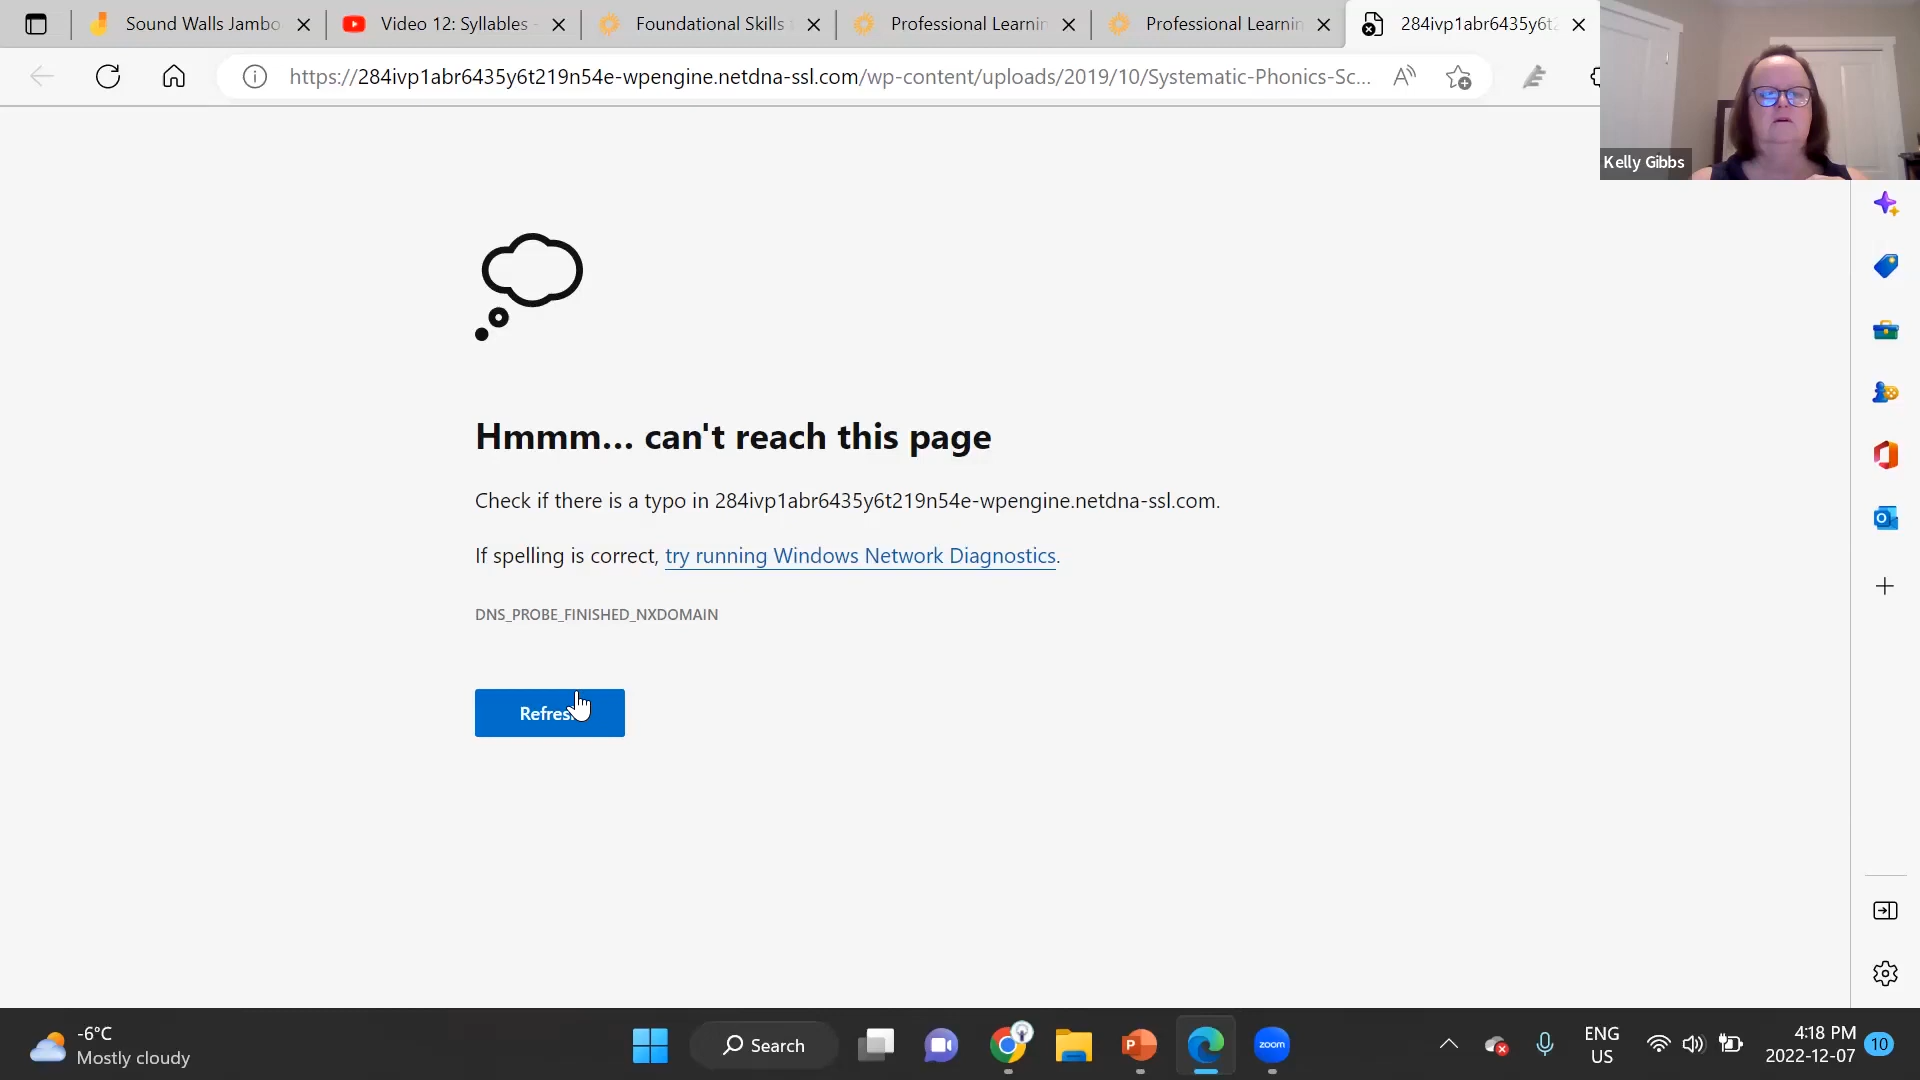 Sound Walls Jambo
Video 12: Syllables -
Foundational Skills
Professional Learnin
Professional Learnin
284ivp1abr6435y6t2
https://284ivp1abr6435y6t219n54e-wpengine.netdna-ssl.com/wp-content/uploads/2019/10/Systematic-Phonics-Sc...
Kelly Gibbs
Hmmm... can't reach this page
Check if there is a typo in 284ivp1abr6435y6t219n54e-wpengine.netdna-ssl.com.
If spelling is correct, try running Windows Network Diagnostics.
DNS_PROBE_FINISHED_NXDOMAIN
Refres
-6°C
Mostly cloudy
Search
zoom
ENG
US
4:18 PM
2022-12-07
10